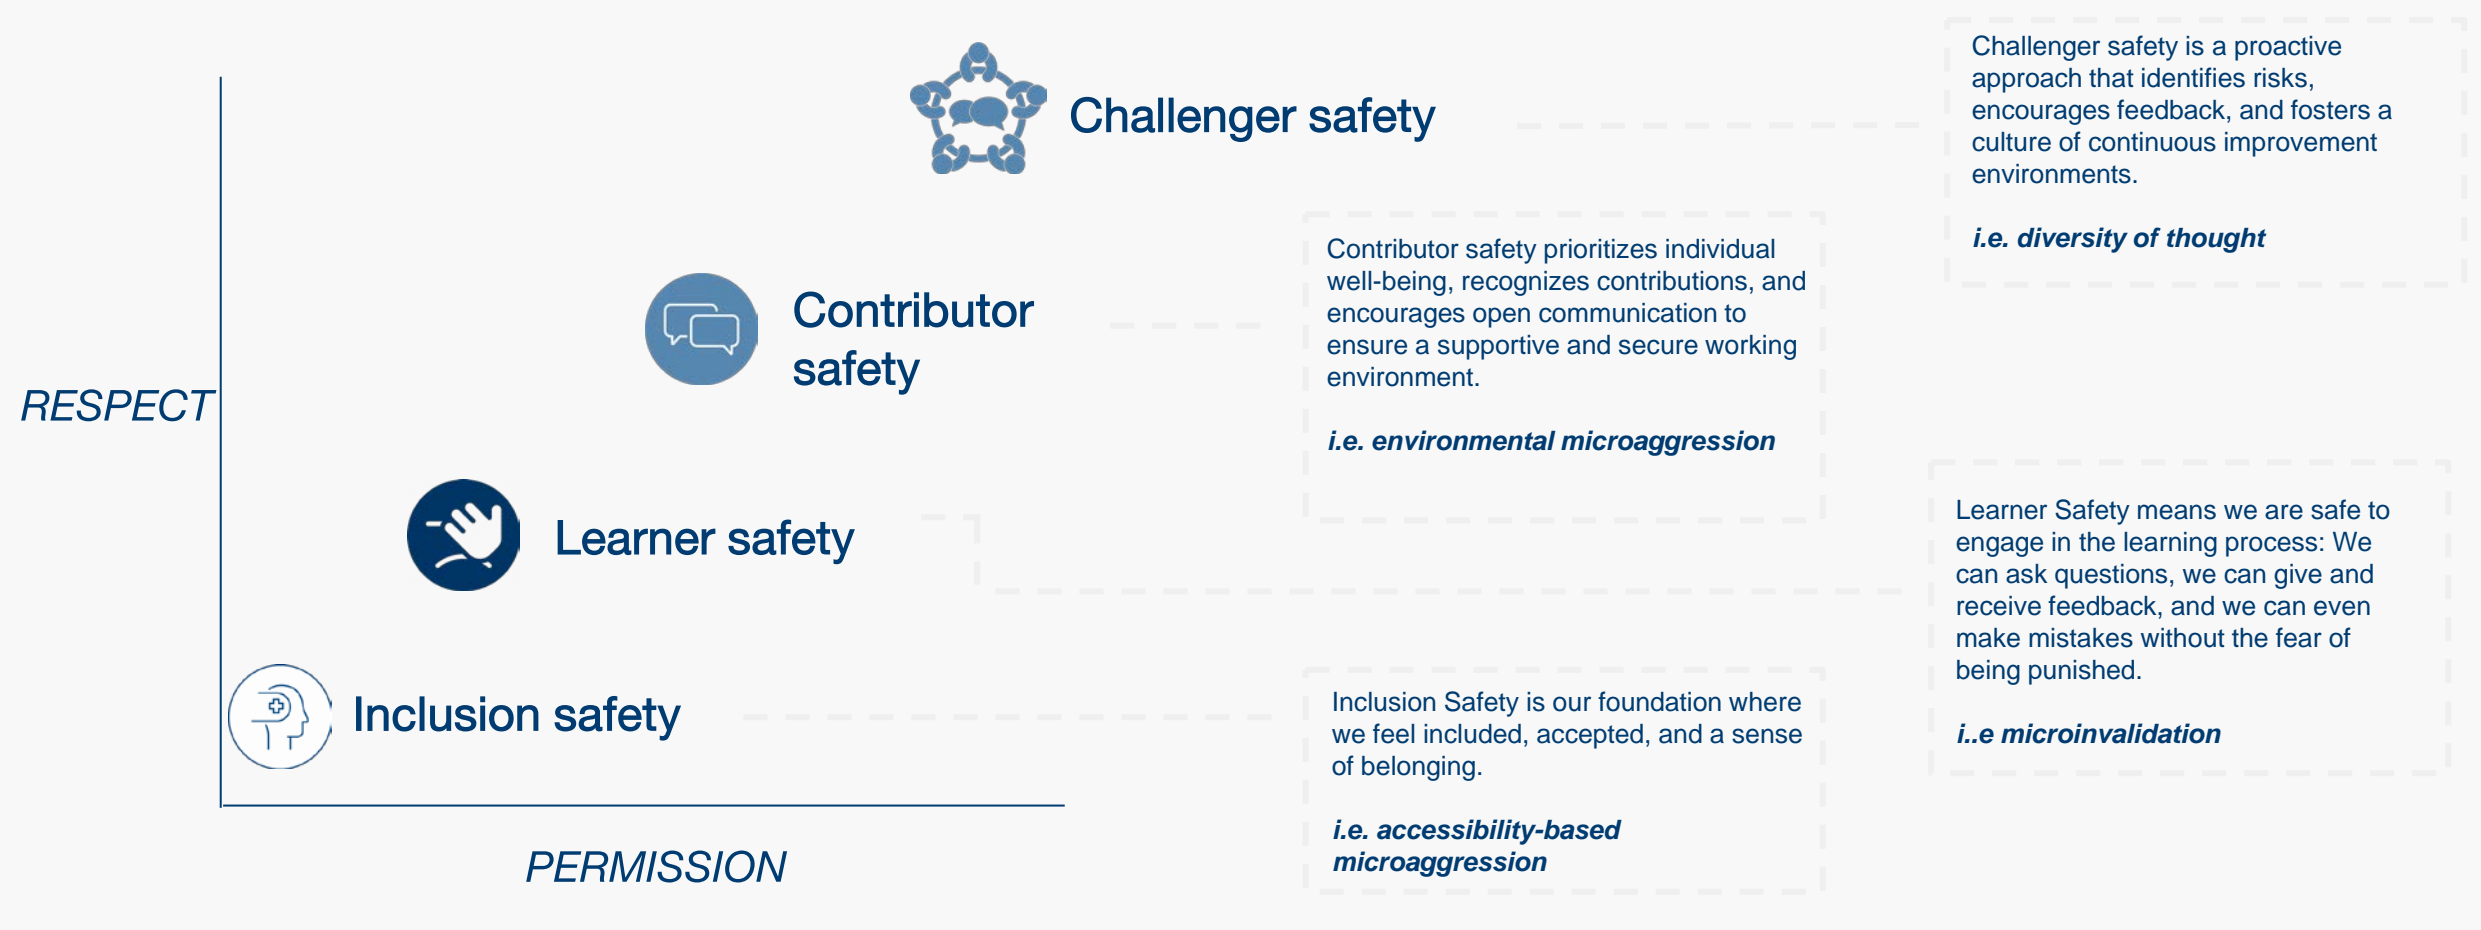 Challenger safety
Challenger safety is a proactive
approach that identifies risks,
encourages feedback, and fosters a
culture of continuous improvement
environments.
i.e. diversity of thought
Contributor
safety
Contributor safety prioritizes individual
well-being, recognizes contributions, and
encourages open communication to
ensure a supportive and secure working
environment.
i.e. environmental microaggression
RESPECT
Learner safety
Learner Safety means we are safe to
engage in the learning process: We
can ask questions, we can give and
receive feedback, and we can even
make mistakes without the fear of
being punished.
i..e microinvalidation
Inclusion safety
Inclusion Safety is our foundation where
we feel included, accepted, and a sense
of belonging.
i.e. accessibility-based
microaggression
PERMISSION